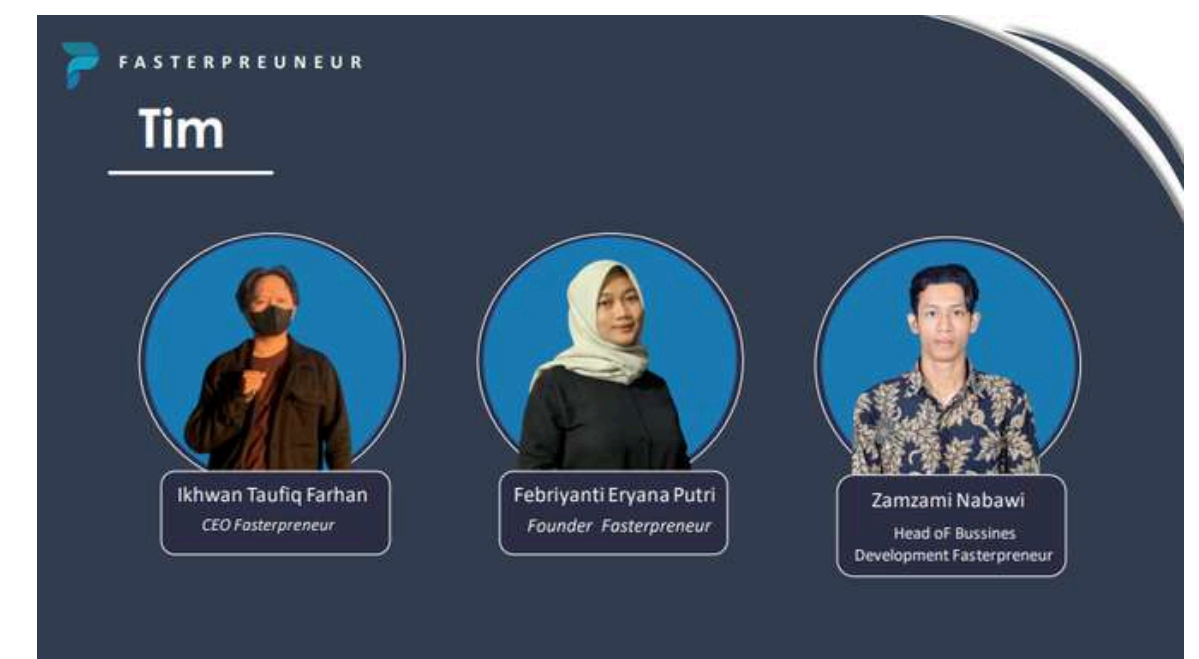 FASTERPREUNEUR
Tim
Ikhwan Taufiq Farhan
CEO Fasterpreneur
Febriyanti Eryana Putri
Founder Fasterpreneur
Zamzami Nabawi
Head oF Bussines
Development Fasterpreneur